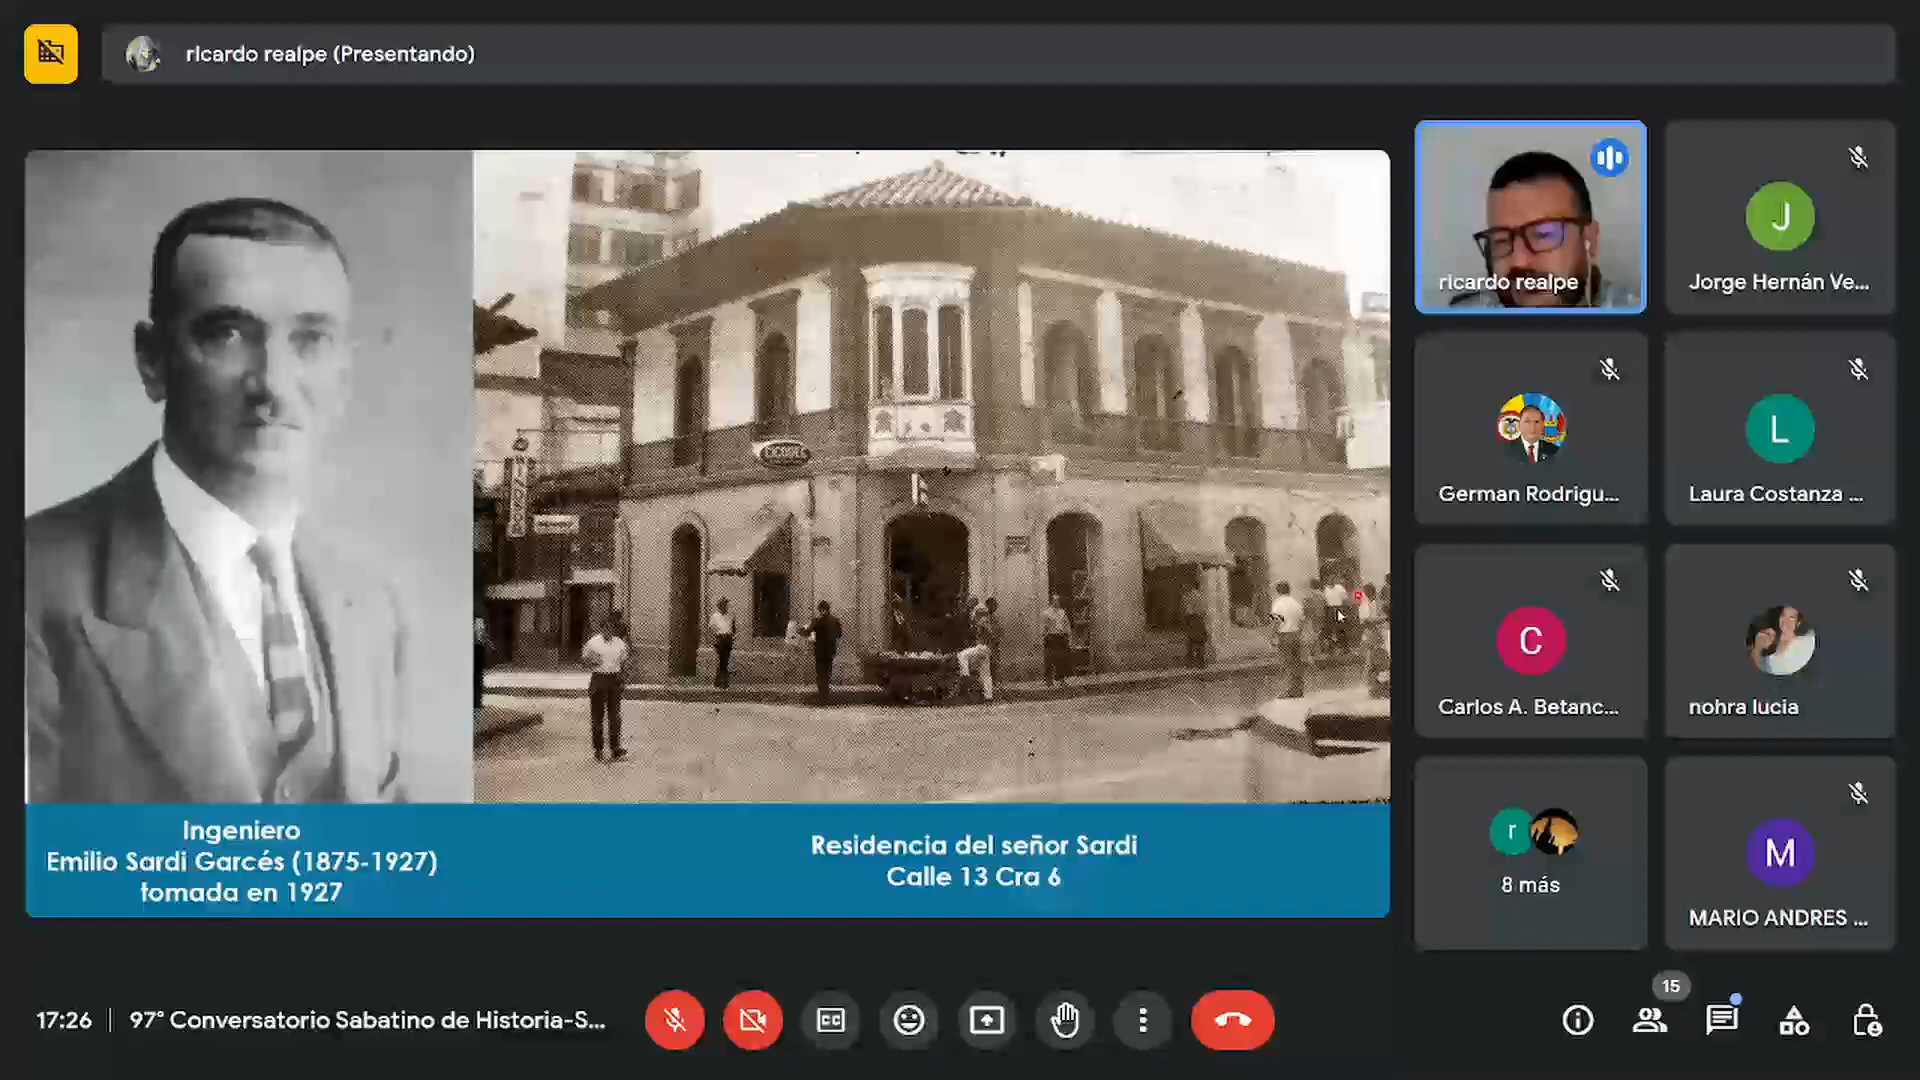 ricardo realpe (Presentando)
Ingeniero
Emilio Sardi Garcés (1875-1927)
fomada en 1927
Residencia del señor Sardi
Calle 13 Cra 6
ricardo realpe
J
Jorge Hernán Ve...
German Rodrigu...
L
Laura Costanza ...
C
Carlos A. Betanc...
nohra lucia
r
8 más
M
MARIO ANDRES ...
17:26
97° Conversatorio Sabatino de Historia-S...
CC
15